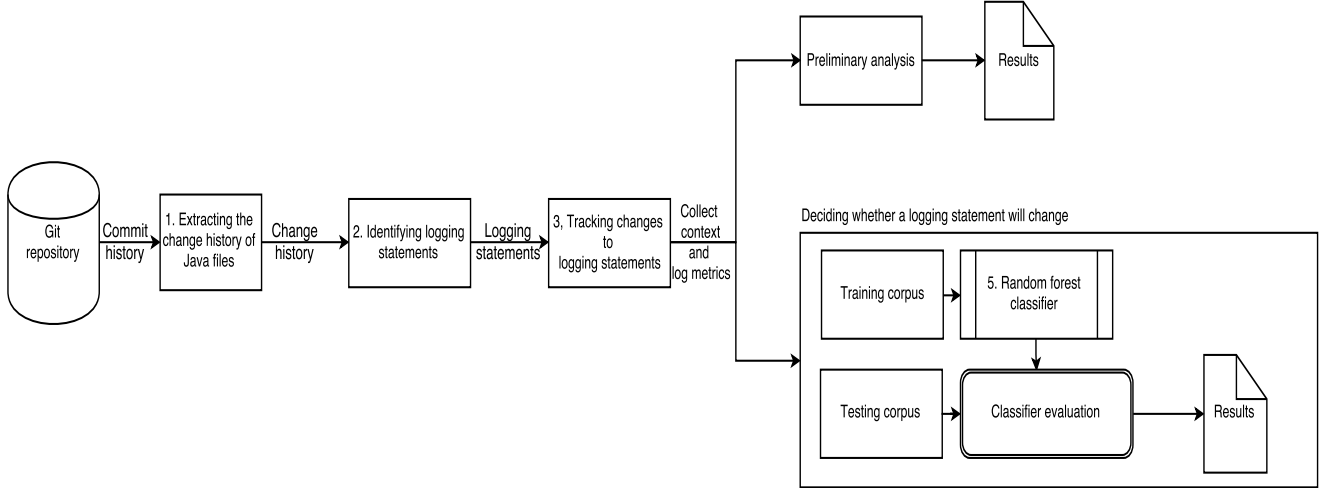 Git
repository
Commit
history
1. Extracting the
change history of
Java files
Change
history
2. Identifying logging
statements
Logging
statements
3, Tracking changes
to
logging statements
Collect
context
and
log metrics
Preliminary analysis
Results
Deciding whether a logging statement will change
Training corpus
5. Random forest
classifier
Testing corpus
Classifier evaluation
Results